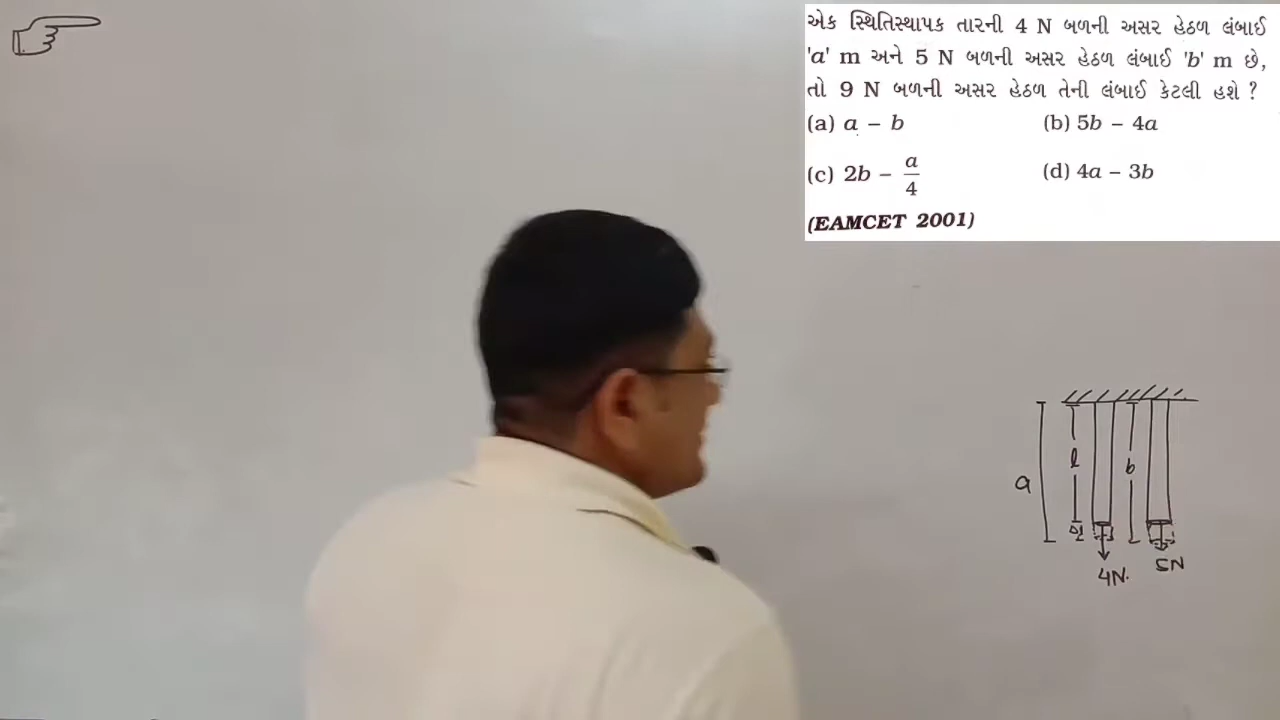 એક સ્થિતિસ્થાપક તારની 4 N બળની અસર હેઠળ લંબાઈ
'a' m અને 5 N બળની અસર હેઠળ લંબાઈ 'b' m છે,
તો 9 N બળની અસર હેઠળ તેની લંબાઈ કેટલી હશે ?
(a) a – b (b) 5b – 4a
(c) 2b – a/4 (d) 4a – 3b
(EAMCET 2001)
a l b
4N. 5N